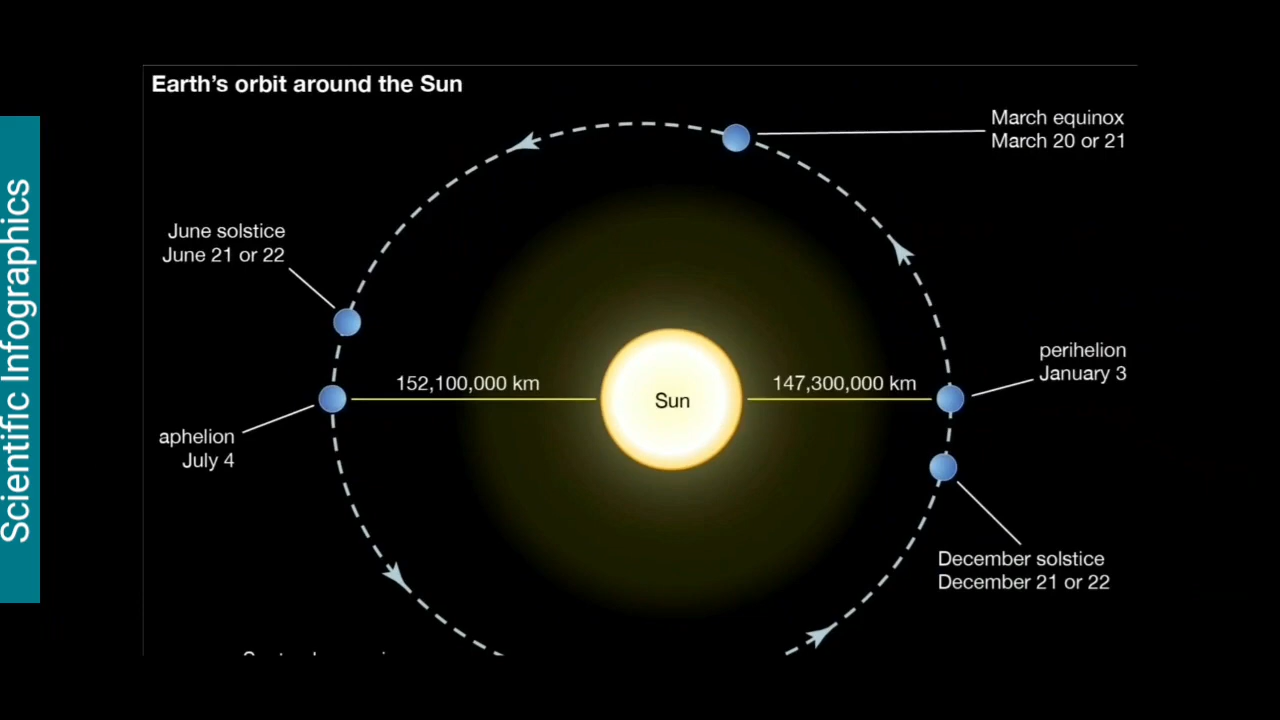 Scientific Infographics
Earth's orbit around the Sun
March equinox
March 20 or 21
June solstice
June 21 or 22
152,100,000 km
Sun
147,300,000 km
perihelion
January 3
aphelion
July 4
December solstice
December 21 or 22